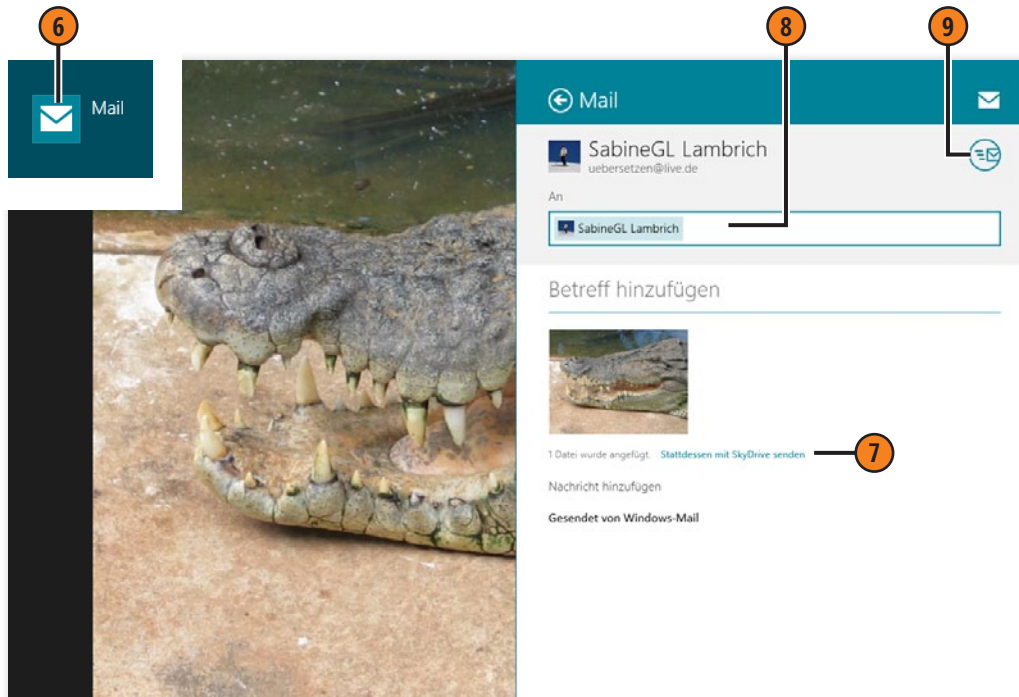 6
8
9
Mail
Mail
SabineGL Lambrich
uebersetzen@live.de
An
SabineGL Lambrich
Betreff hinzufügen
1 Datei wurde angefügt. Stattdessen mit SkyDrive senden
7
Nachricht hinzufügen
Gesendet von Windows-Mail